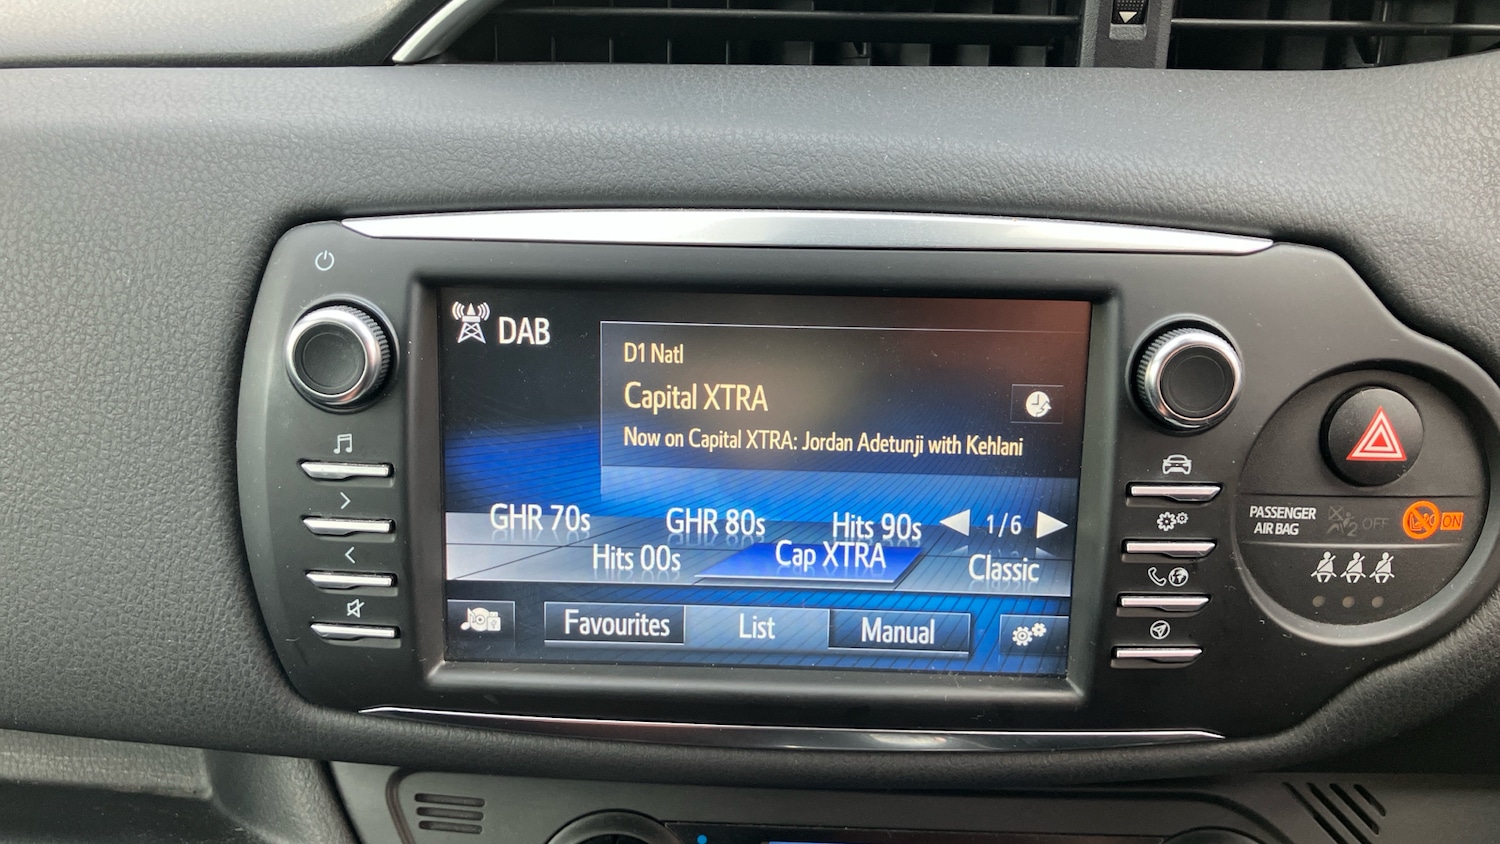 DAB
D1 Natl
Capital XTRA
Now on Capital XTRA: Jordan Adetunji with Kehlani
GHR 70s GHR 80s Hits 90s 1/6
Hits 00s Cap XTRA Classic
Favourites List Manual
PASSENGER
AIR BAG
OFF
ON